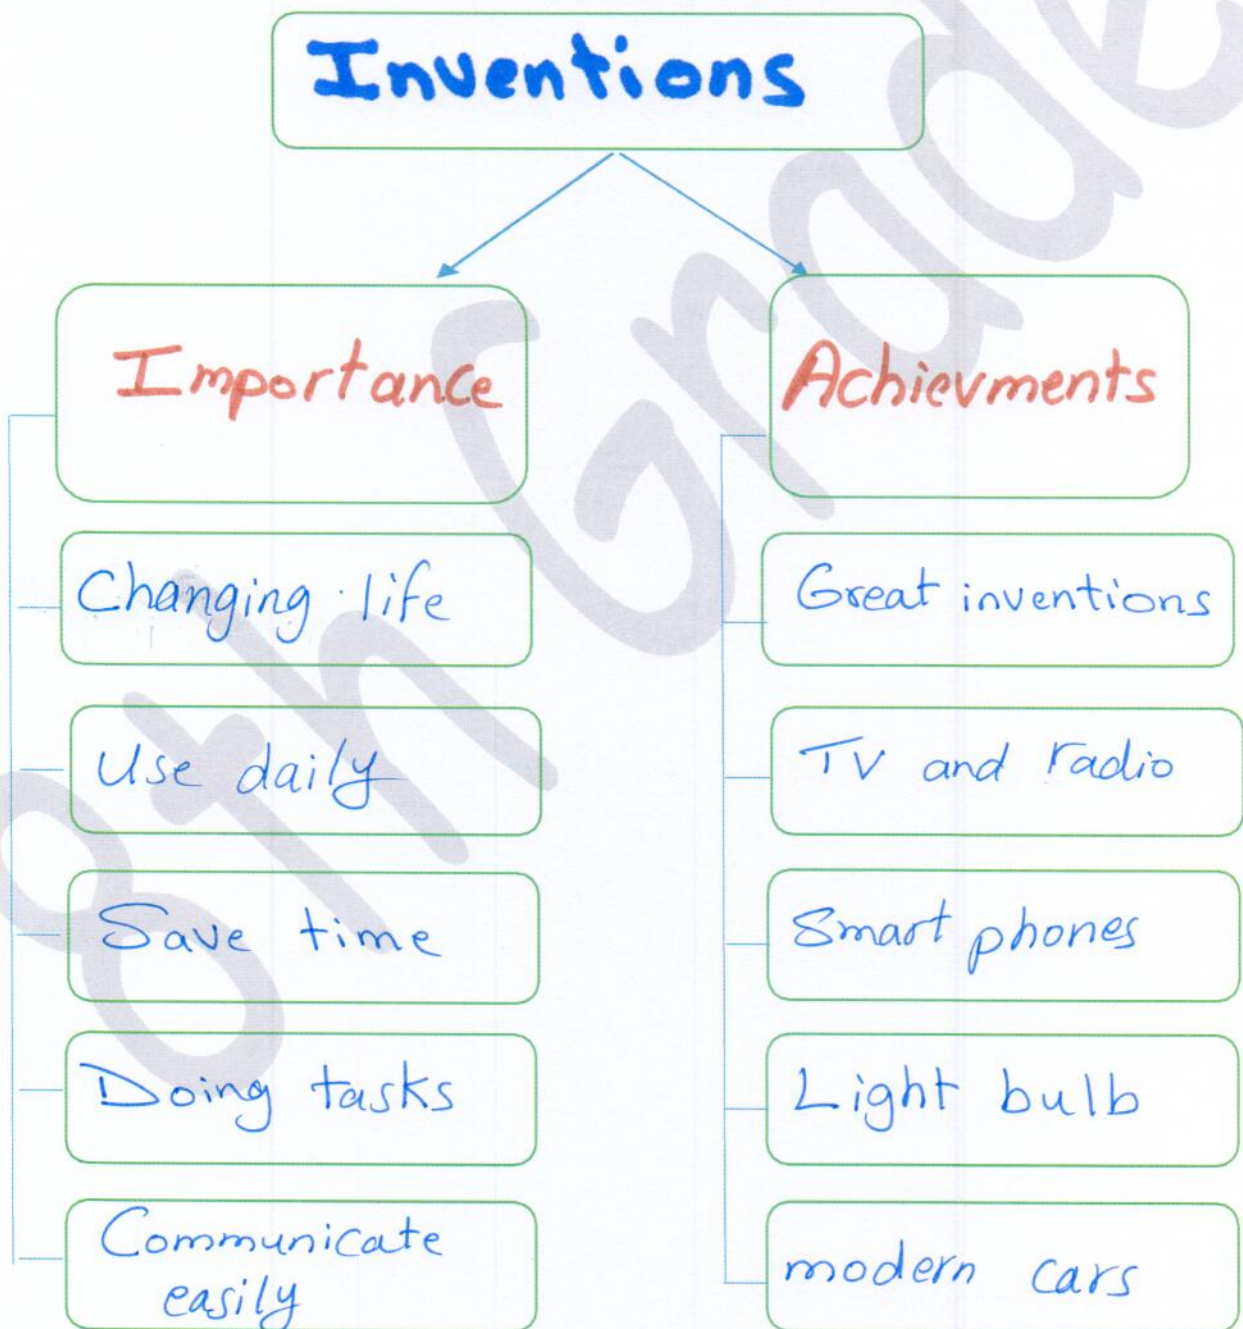 Inventions
Importance
Achievments
Changing life
Great inventions
Use daily
TV and radio
Save time
Smart phones
Doing tasks
Light bulb
Communicate
easily
modern cars
8th Grade